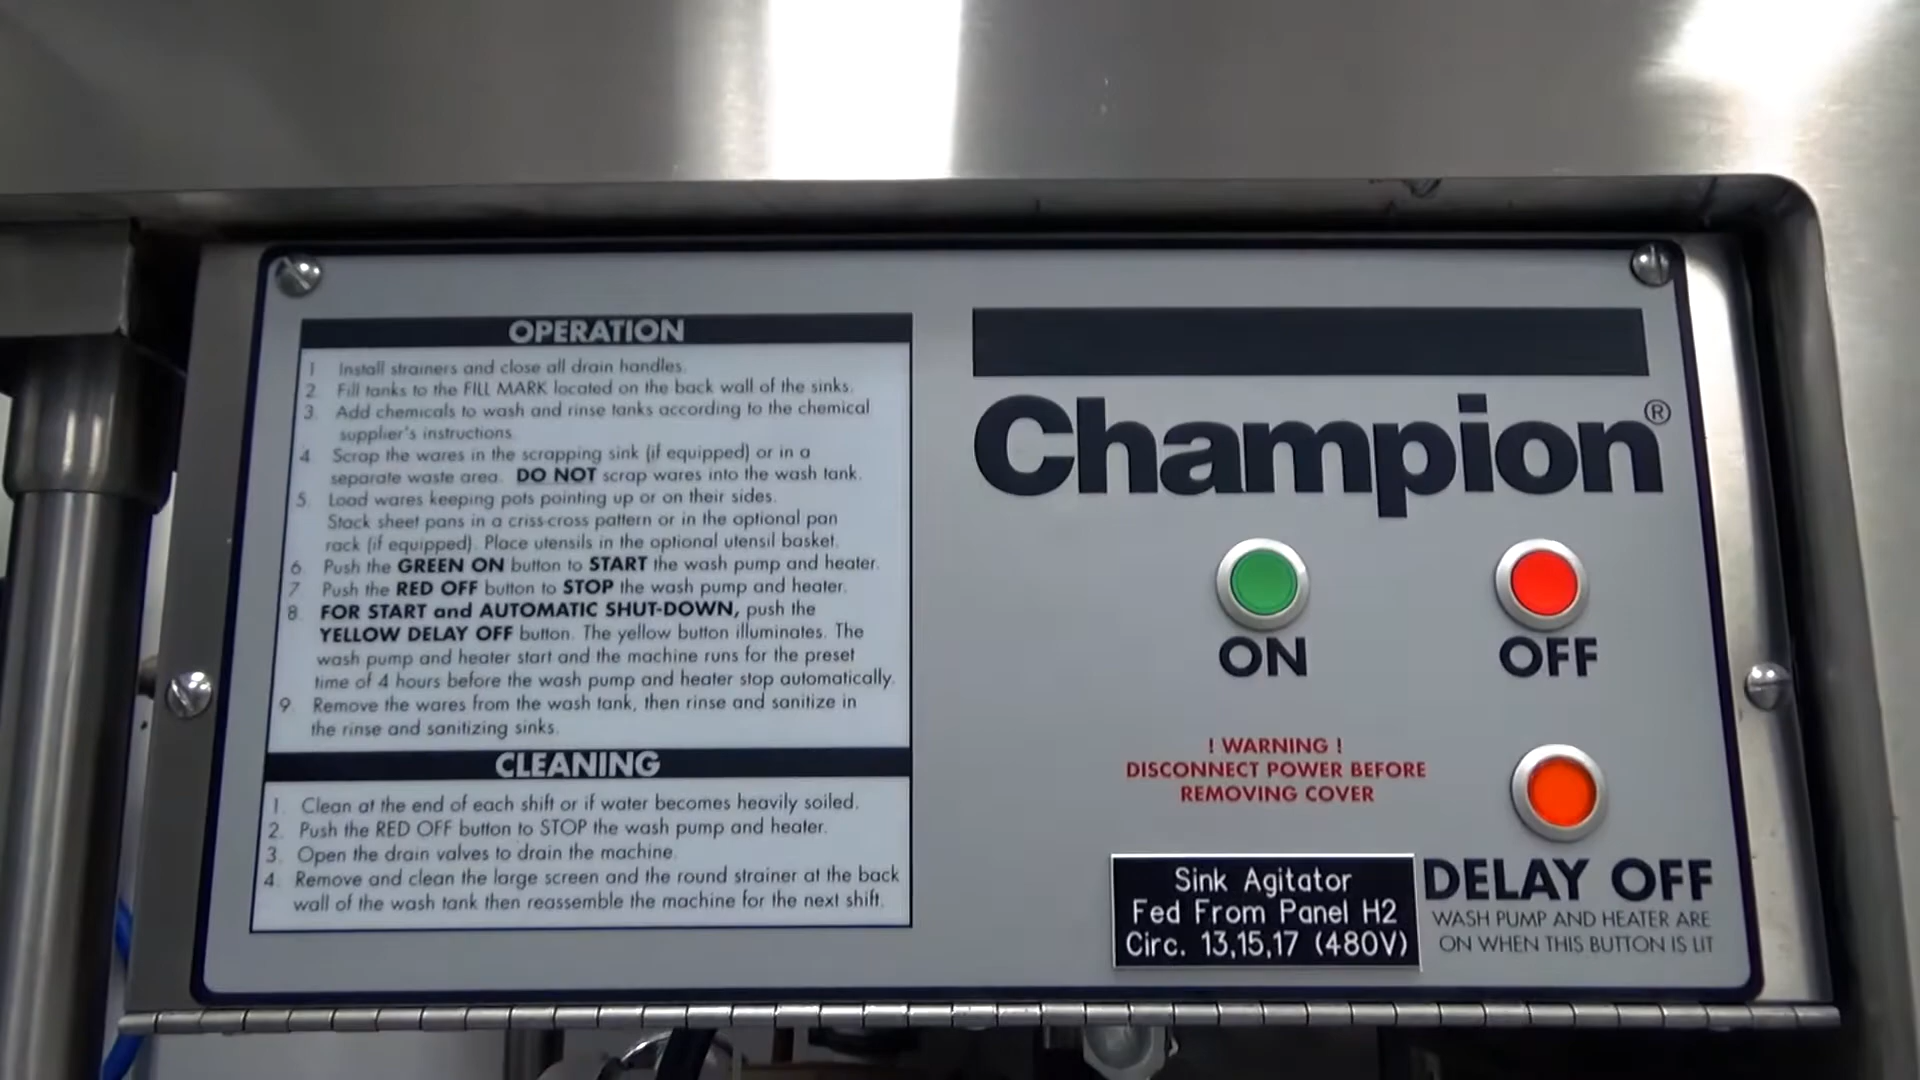 OPERATION
1 Install strainers and close all drain handles.
2. Fill tanks to the FILL MARK located on the back wall of the sinks.
3. Add chemicals to wash and rinse tanks according to the chemical
supplier's instructions.
4. Scrap the wares in the scrapping sink (if equipped) or in a
separate waste area. DO NOT scrap wares into the wash tank.
5. Load wares keeping pots pointing up or on their sides.
Stack sheet pans in a criss-cross pattern or in the optional pan
rack (if equipped). Place utensils in the optional utensil basket.
6. Push the GREEN ON button to START the wash pump and heater.
7 Push the RED OFF button to STOP the wash pump and heater.
8. FOR START and AUTOMATIC SHUT-DOWN, push the
YELLOW DELAY OFF button. The yellow button illuminates. The
wash pump and heater start and the machine runs for the preset
time of 4 hours before the wash pump and heater stop automatically.
9. Remove the wares from the wash tank, then rinse and sanitize in
the rinse and sanitizing sinks.
CLEANING
1. Clean at the end of each shift or if water becomes heavily soiled.
2. Push the RED OFF button to STOP the wash pump and heater.
3. Open the drain valves to drain the machine.
4. Remove and clean the large screen and the round strainer at the back
wall of the wash tank then reassemble the machine for the next shift.
Champion®
ON
OFF
! WARNING !
DISCONNECT POWER BEFORE
REMOVING COVER
Sink Agitator
Fed From Panel H2
Circ. 13,15,17 (480V)
DELAY OFF
WASH PUMP AND HEATER ARE
ON WHEN THIS BUTTON IS LIT